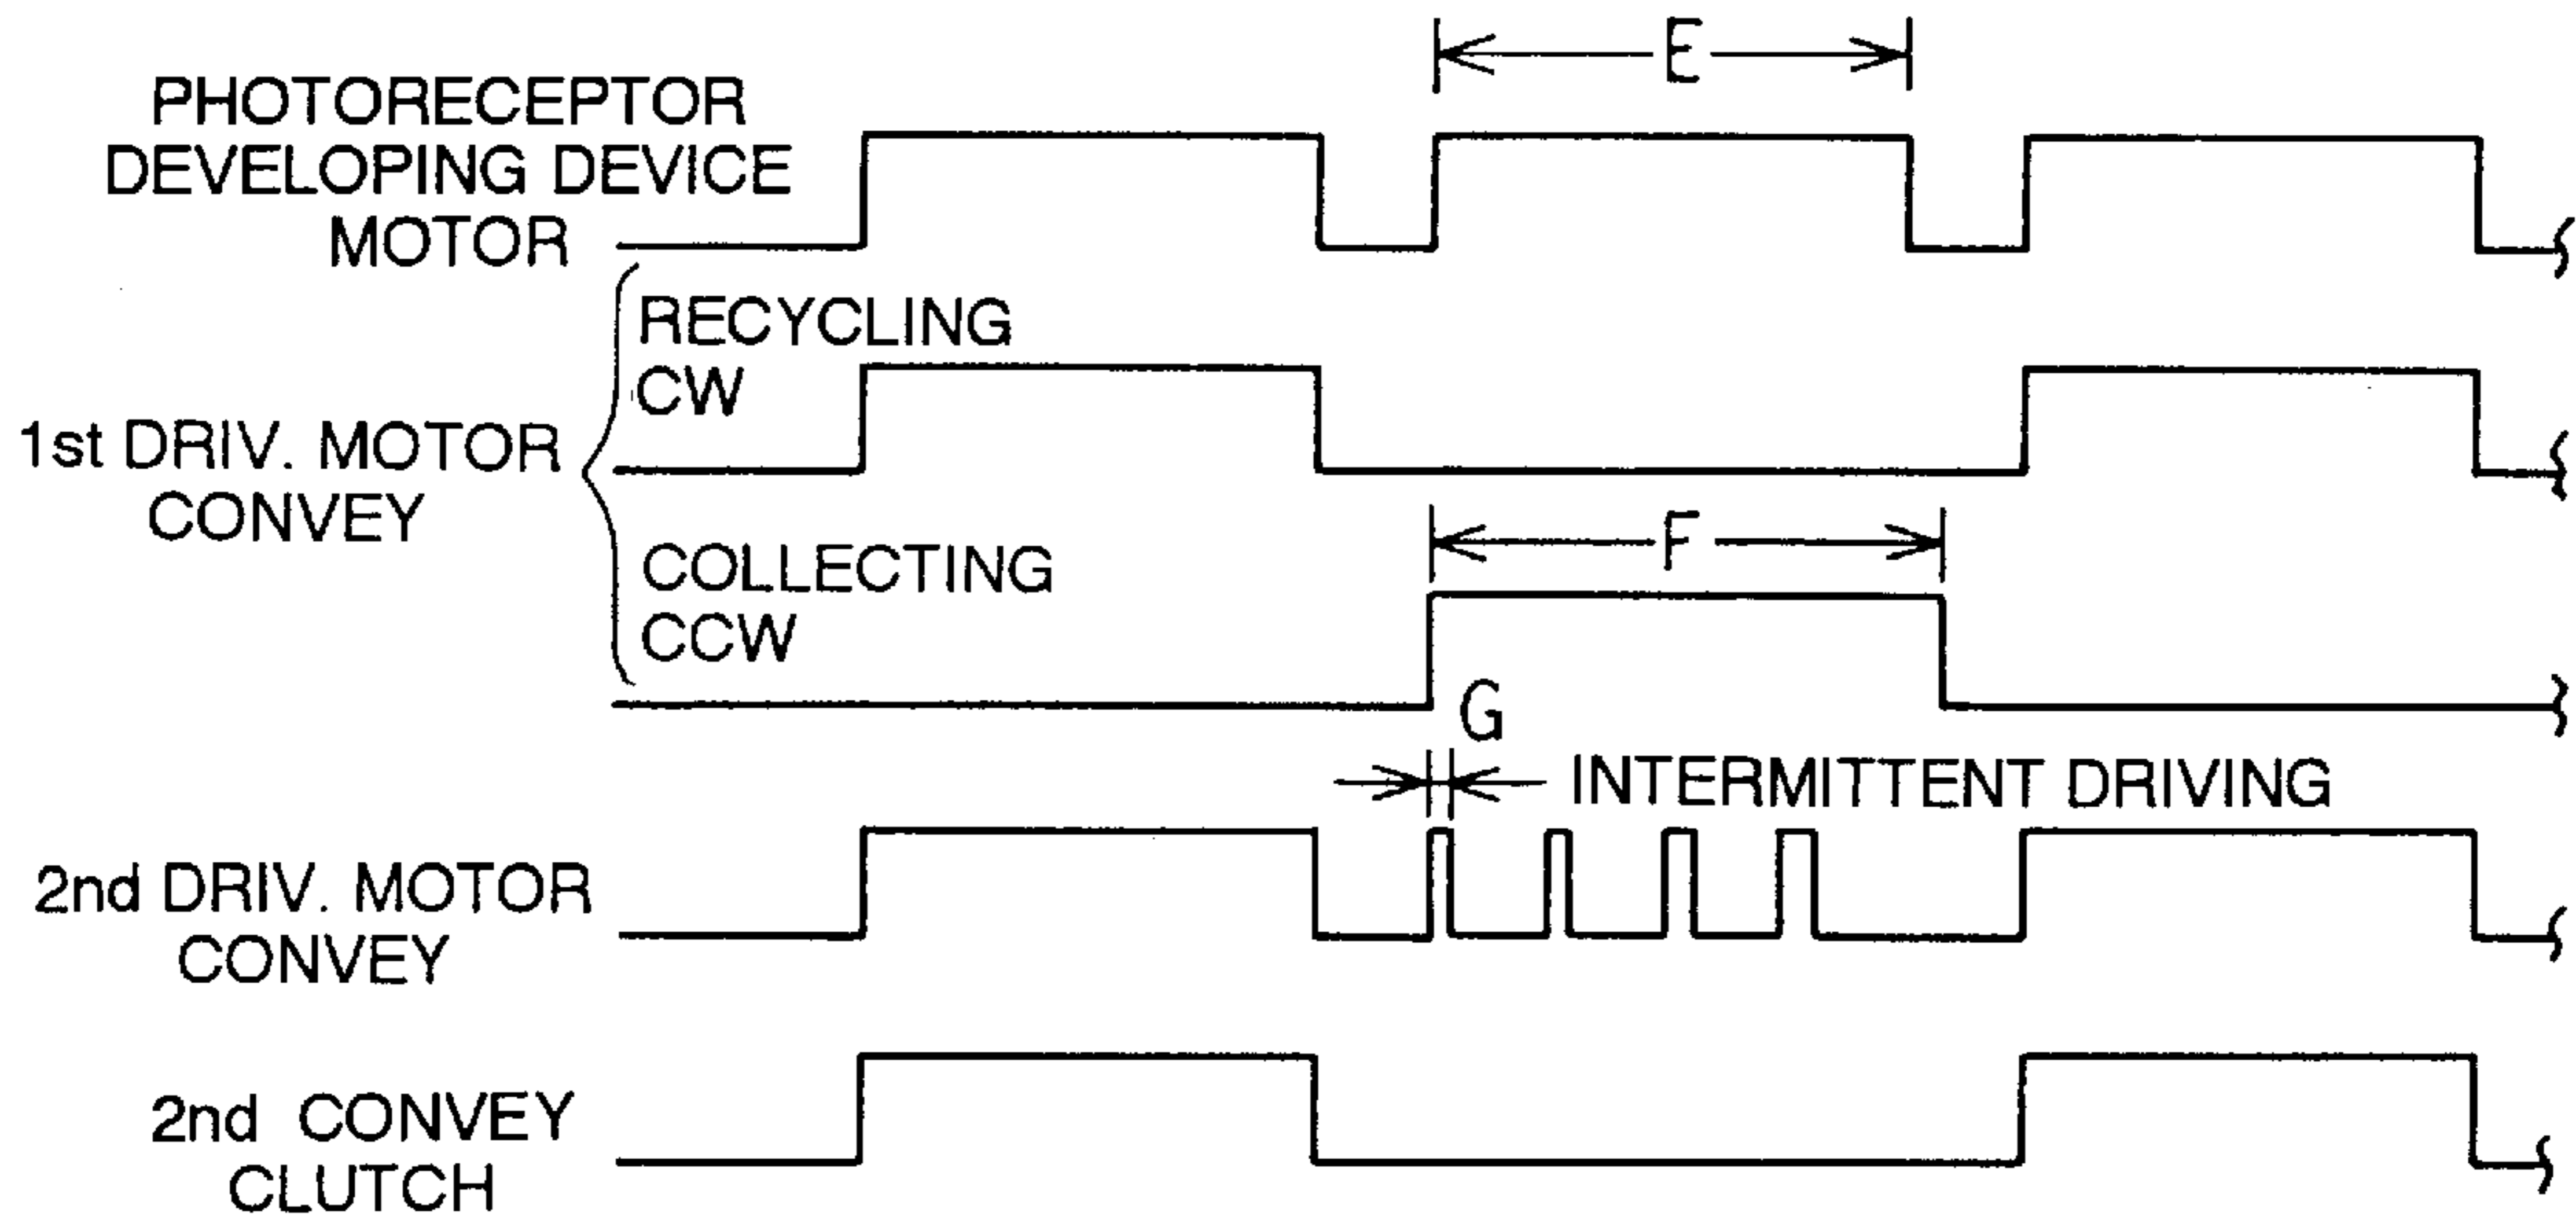 E
PHOTORECEPTOR
DEVELOPING DEVICE
MOTOR
RECYCLING
CW
1st DRIV. MOTOR
CONVEY
F
COLLECTING
CCW
G
INTERMITTENT DRIVING
2nd DRIV. MOTOR
CONVEY
2nd CONVEY
CLUTCH